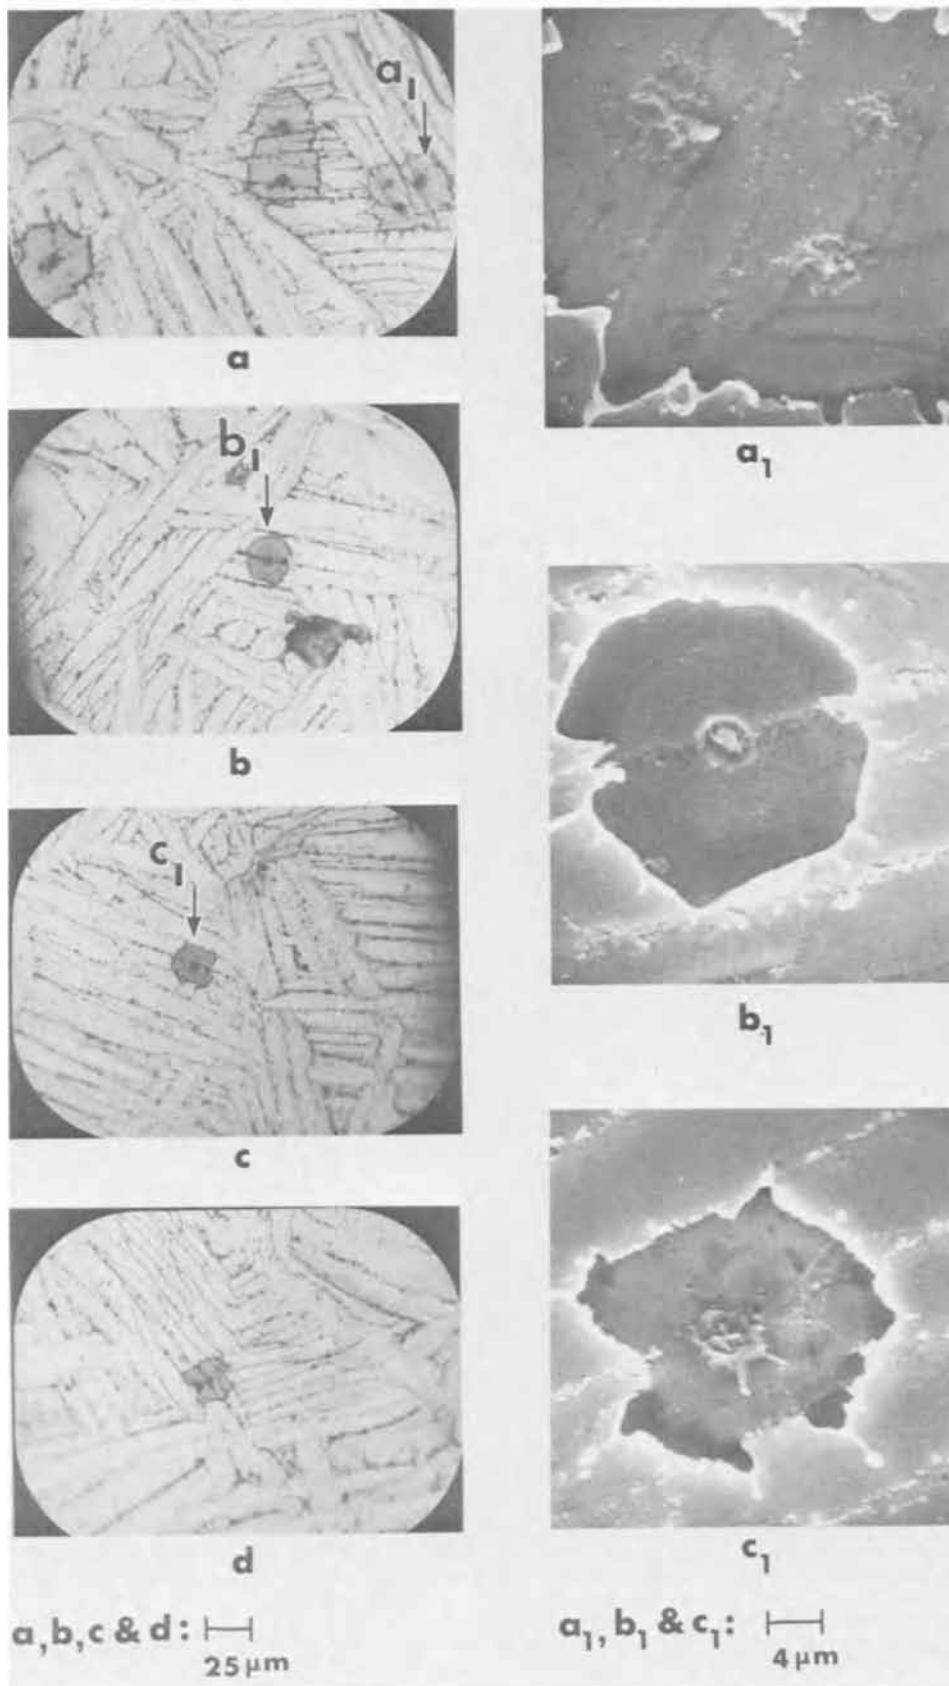 a₁
a
a₁
b₁
b
b₁
c₁
c
d
c₁
a,b,c & d:
25 μm
a₁, b₁ & c₁:
4 μm